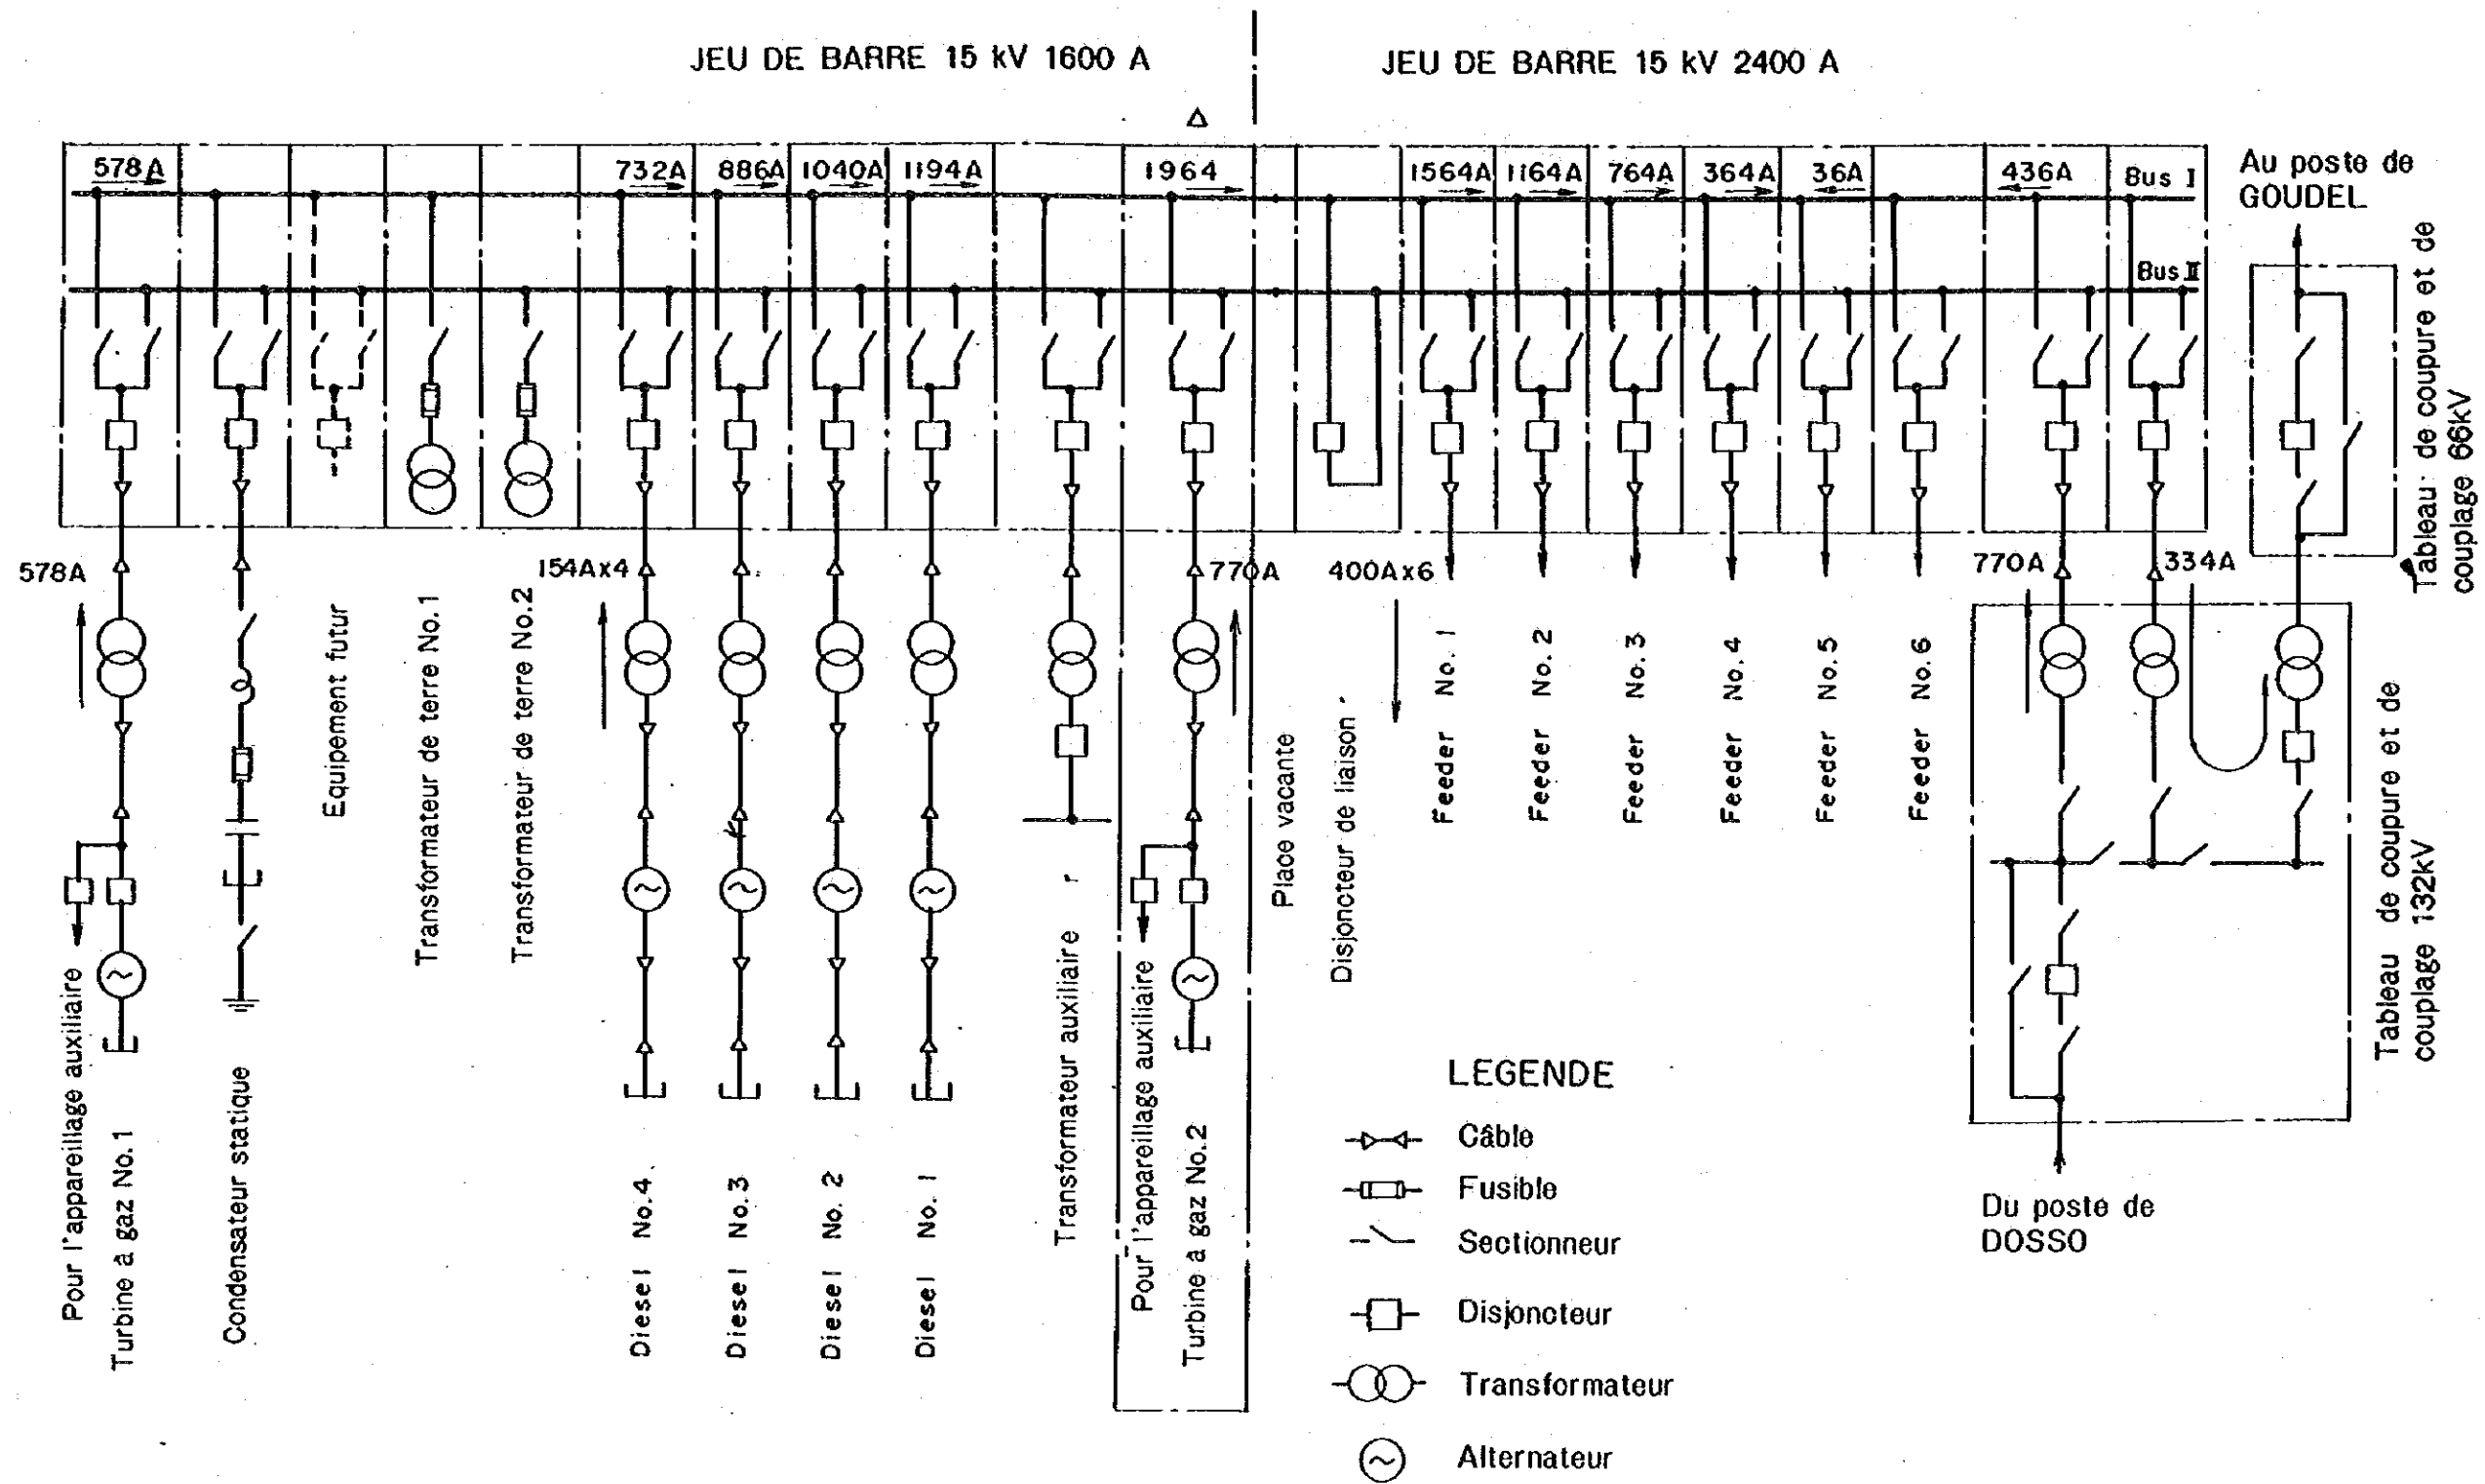 JEU DE BARRE 15 kV 1600 A
JEU DE BARRE 15 kV 2400 A
Δ
578A
732A
886A
1040A
1194A
1964
1564A
1164A
764A
364A
36A
436A
Bus I
Bus II
Au poste de
GOUDEL
Tableau de coupure et de
couplage 66kV
578A
154Ax4
770A
400Ax6
770A
334A
Pour l'appareillage auxiliaire
Turbine à gaz No.1
Condensateur statique
Equipement futur
Transformateur de terre No.1
Transformateur de terre No.2
Diesel No.4
Diesel No.3
Diesel No. 2
Diesel No. 1
Transformateur auxiliaire
Pour l'appareillage auxiliaire
Turbine à gaz No.2
Place vacante
Disjoncteur de liaison
Feeder No. 1
Feeder No. 2
Feeder No. 3
Feeder No. 4
Feeder No. 5
Feeder No. 6
Tableau de coupure et de
couplage 132kV
Du poste de
DOSSO
LEGENDE
Câble
Fusible
Sectionneur
Disjoncteur
Transformateur
Alternateur